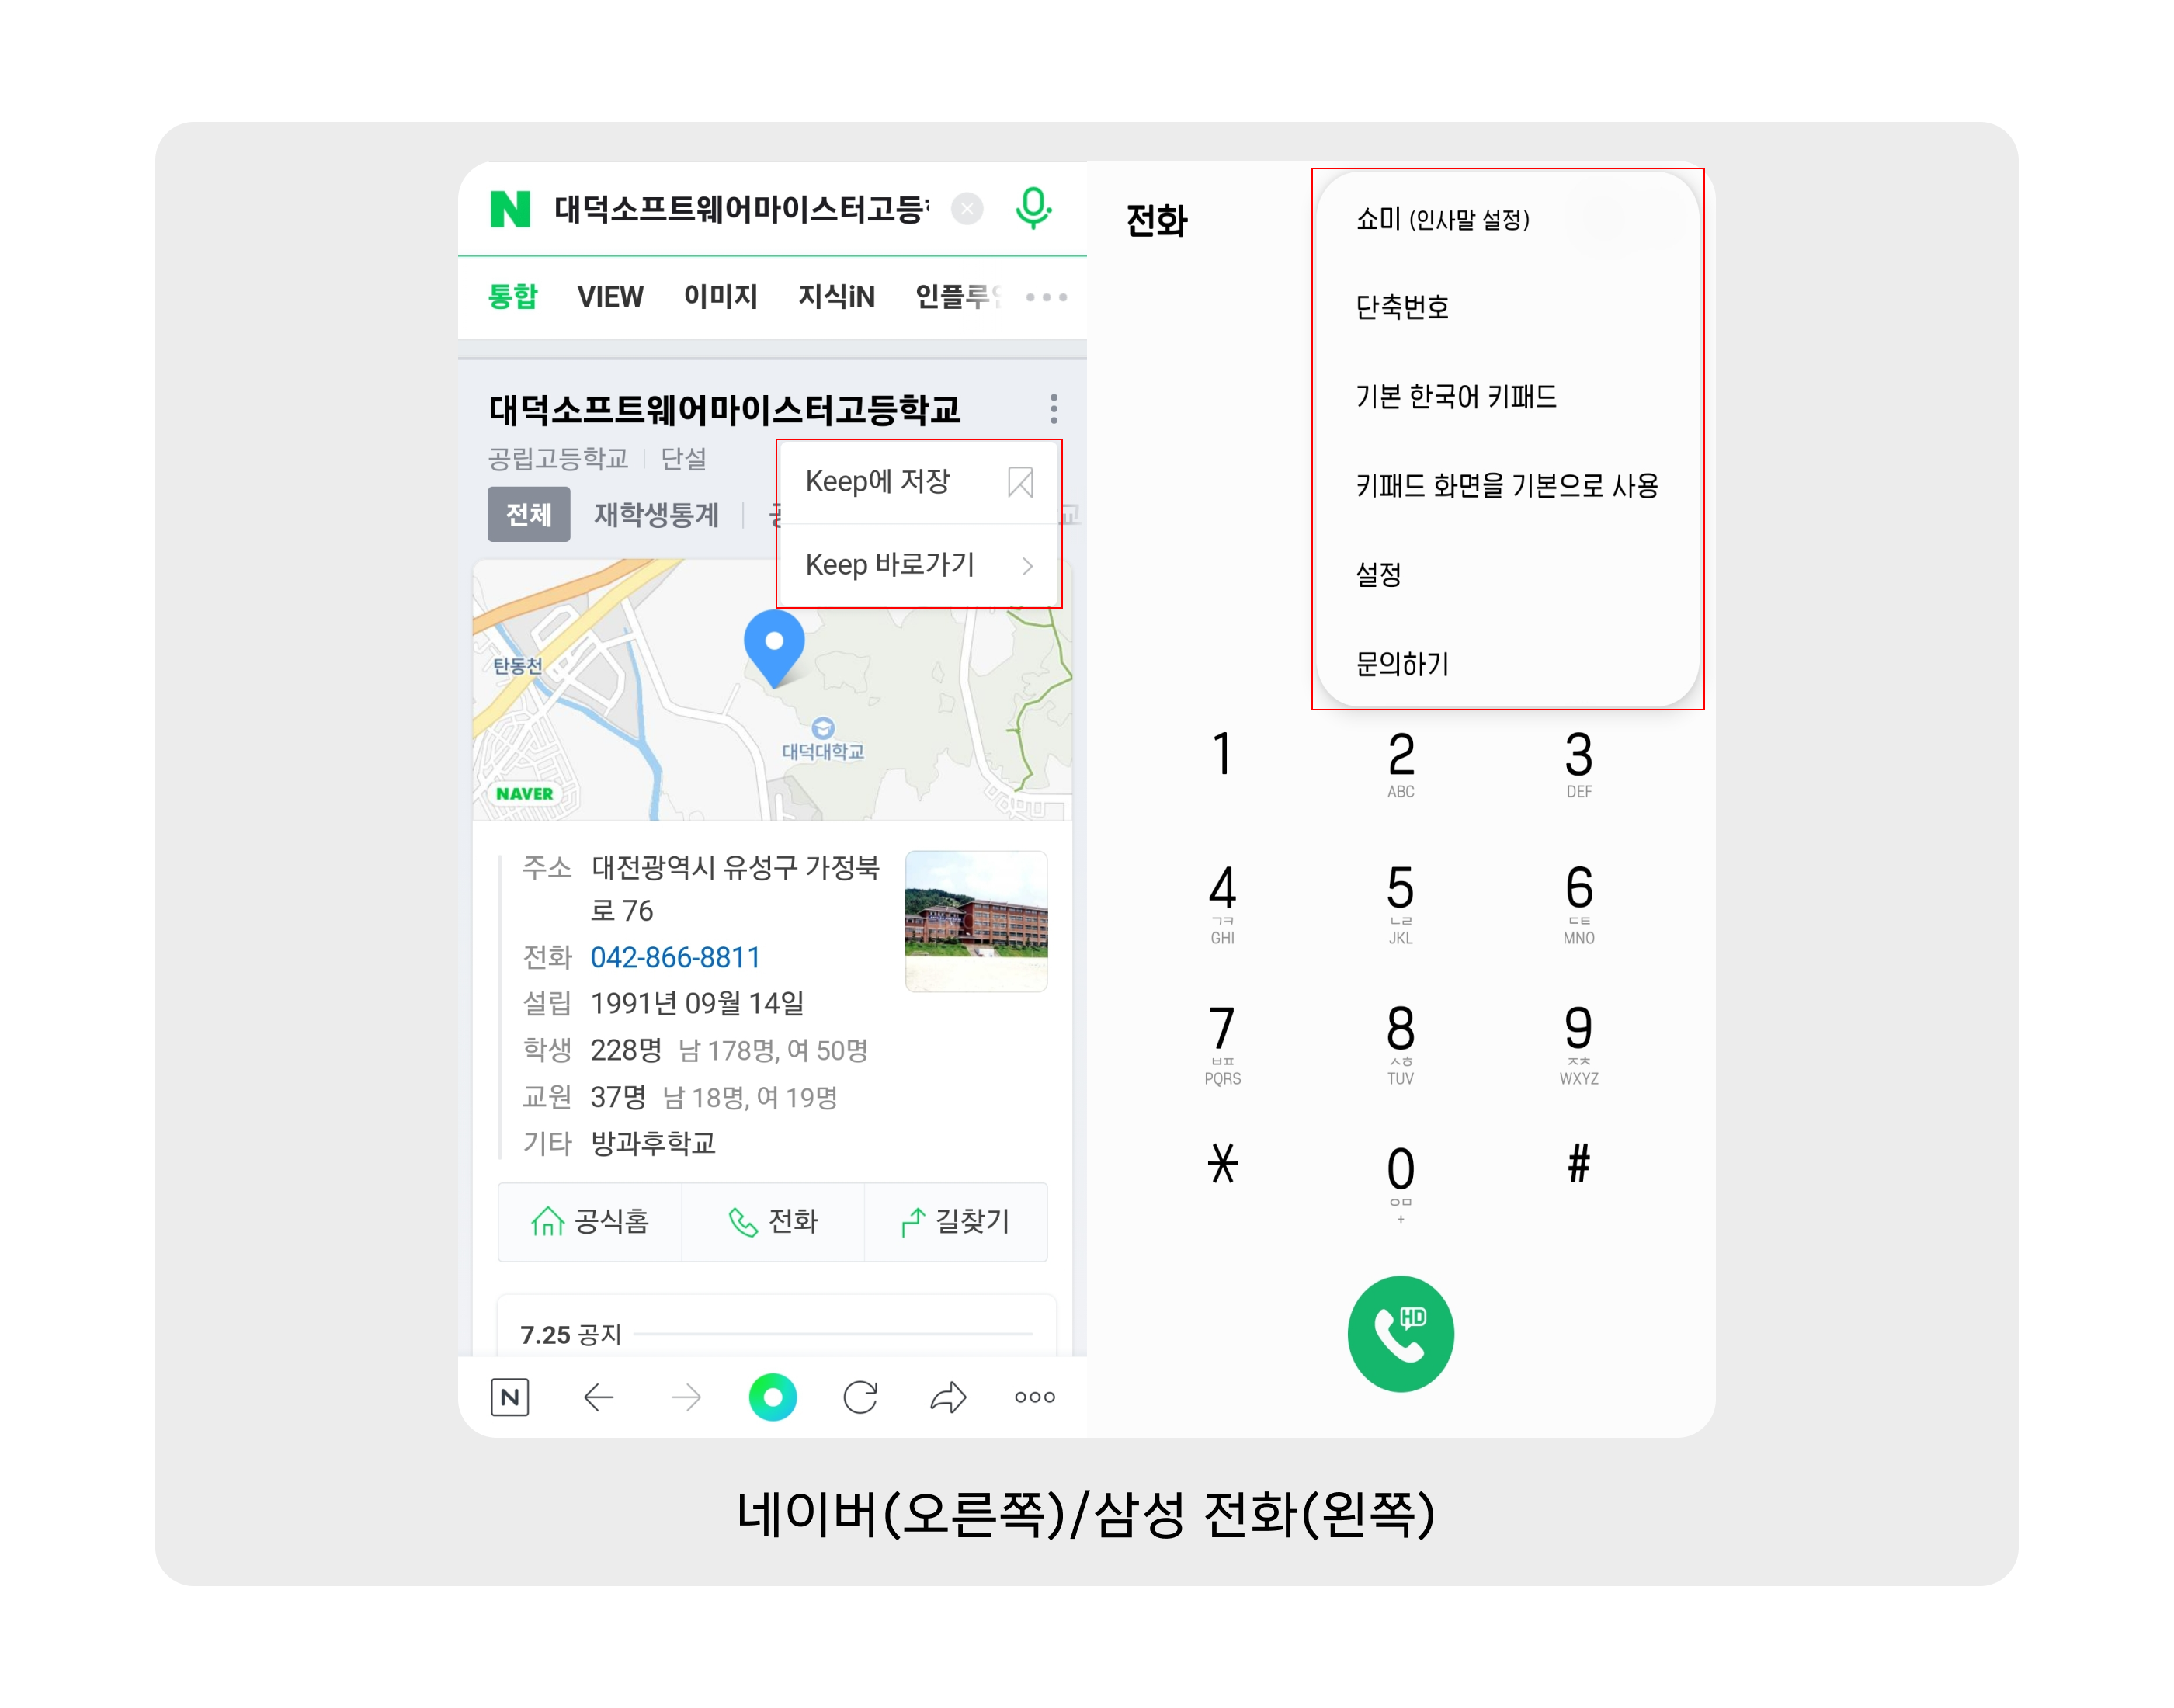 대덕소프트웨어마이스터고등
통합 VIEW 이미지 지식iN 인플루
대덕소프트웨어마이스터고등학교
공립고등학교 단설
전체 재학생통계 교
Keep에 저장
Keep 바로가기
탄동천
대덕대학교
NAVER
주소 대전광역시 유성구 가정북
로 76
전화 042-866-8811
설립 1991년 09월 14일
학생 228명 남 178명, 여 50명
교원 37명 남 18명, 여 19명
기타 방과후학교
공식홈 전화 길찾기
7.25 공지
전화
쇼미 (인사말 설정)
단축번호
기본 한국어 키패드
키패드 화면을 기본으로 사용
설정
문의하기
1 2 3
ABC DEF
4 5 6
ㄱㅋ ㄴㄹ ㄷㅌ
GHI JKL MNO
7 8 9
ㅂㅍ ㅅㅎ ㅈㅊ
PQRS TUV WXYZ
* 0 #
ㅇㅁ
+
HD
네이버(오른쪽)/삼성 전화(왼쪽)